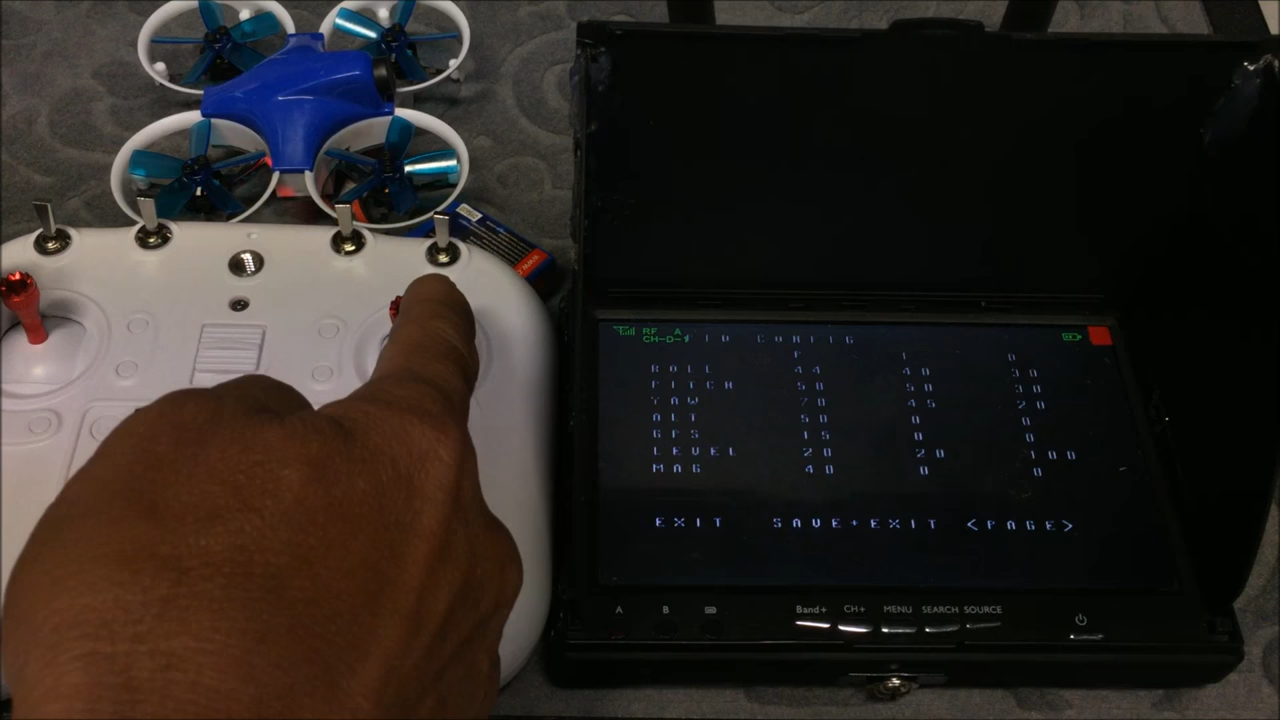 RF A
CH-D-1 PID CONFIG
P I D
ROLL 44 40 30
PITCH 50 50 30
YAW 70 45 20
ALT 50 0 0
GPS 15 0 0
LEVEL 20 20 100
MAG 40 0 0
EXIT SAVE+EXIT <PAGE>
A B Band+ CH+ MENU SEARCH SOURCE